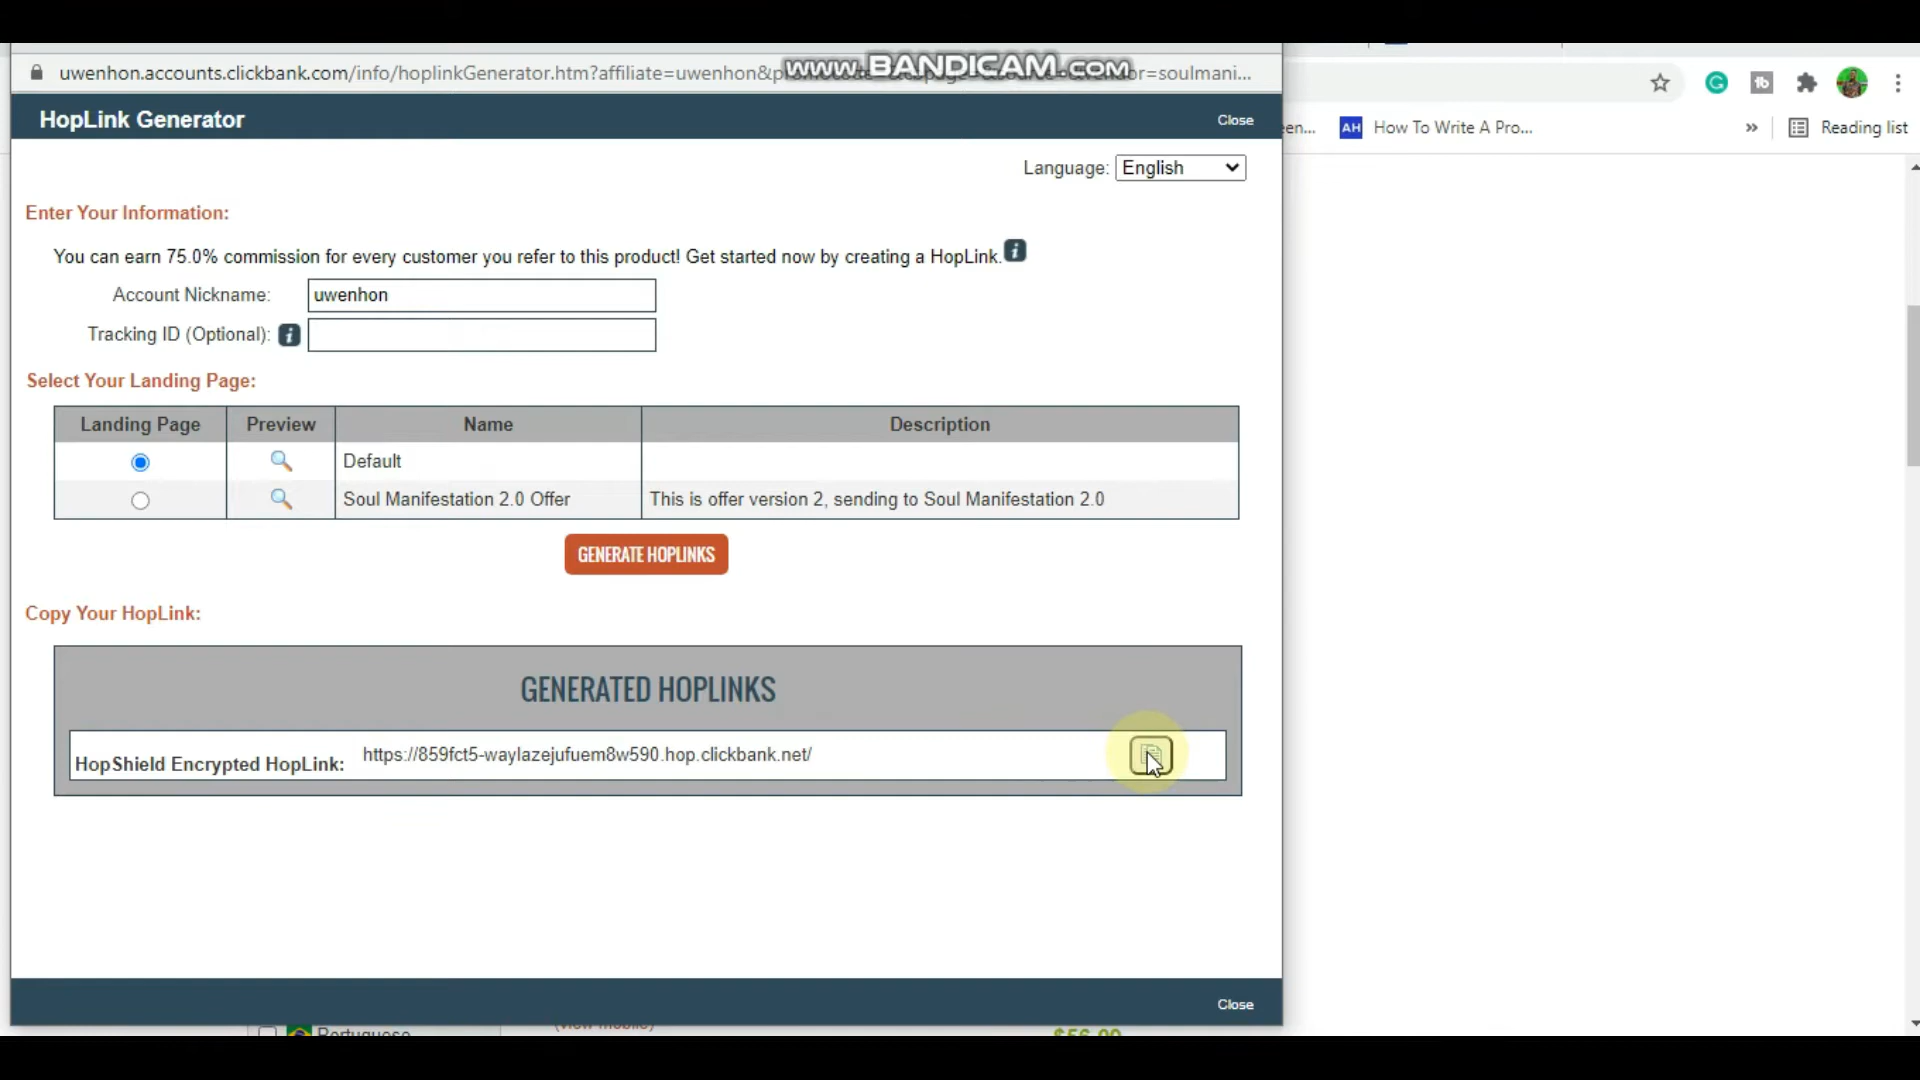 www.BANDICAM.com
uwenhon.accounts.clickbank.com/info/hoplinkGenerator.htm?affiliate=uwenhon&p or=soulmani...
HopLink Generator
Close
en...
AH How To Write A Pro...
»
Reading list
Language: English
Enter Your Information:
You can earn 75.0% commission for every customer you refer to this product! Get started now by creating a HopLink.
Account Nickname: uwenhon
Tracking ID (Optional):
Select Your Landing Page:
Landing Page Preview Name Description
Default
Soul Manifestation 2.0 Offer This is offer version 2, sending to Soul Manifestation 2.0
GENERATE HOPLINKS
Copy Your HopLink:
GENERATED HOPLINKS
HopShield Encrypted HopLink: https://859fct5-waylazejufuem8w590.hop.clickbank.net/
Close
Portuguese
(view mobile)